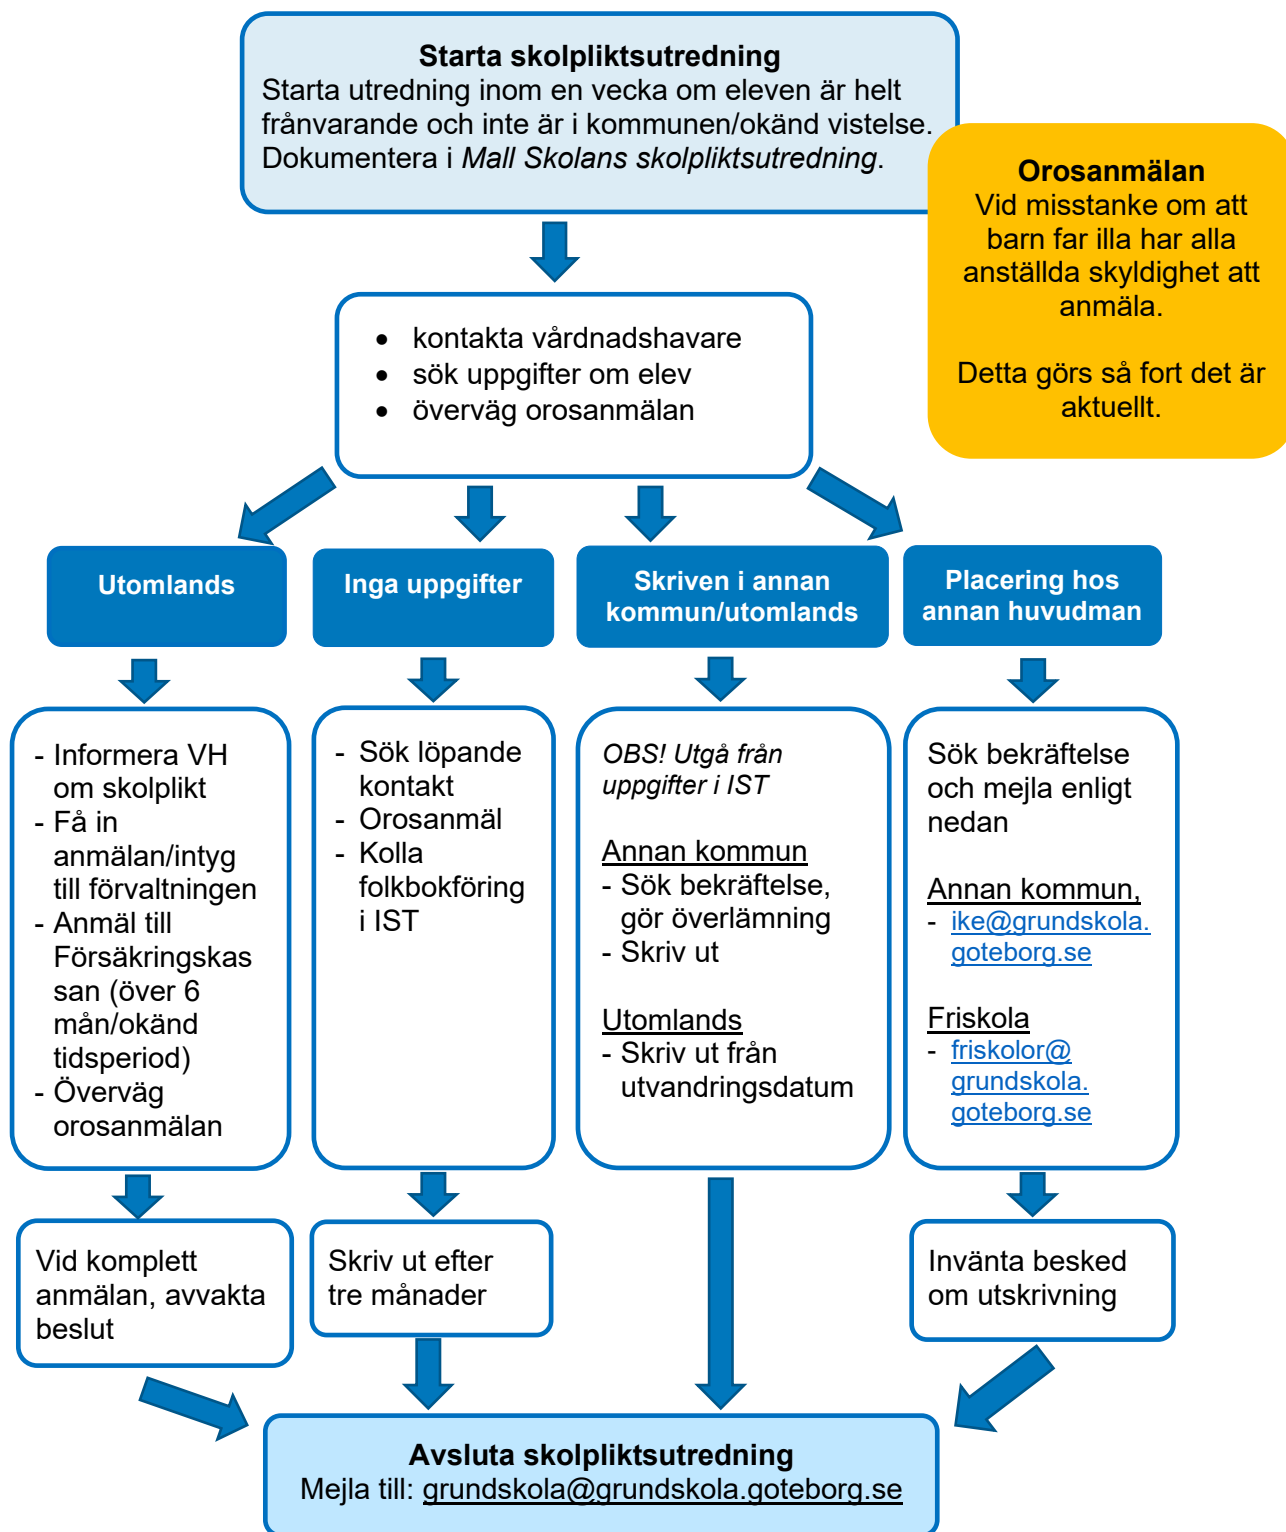 Starta skolpliktsutredning
Starta utredning inom en vecka om eleven är helt
frånvarande och inte är i kommunen/okänd vistelse.
Dokumentera i Mall Skolans skolpliktsutredning.
Orosanmälan
Vid misstanke om att
barn far illa har alla
anställda skyldighet att
anmäla.
Detta görs så fort det är
aktuellt.
• kontakta vårdnadshavare
• sök uppgifter om elev
• överväg orosanmälan
Utomlands
Inga uppgifter
Skriven i annan
kommun/utomlands
Placering hos
annan huvudman
- Informera VH
om skolplikt
- Få in
anmälan/intyg
till förvaltningen
- Anmäl till
Försäkringskas
san (över 6
mån/okänd
tidsperiod)
- Överväg
orosanmälan
- Sök löpande
kontakt
- Orosanmäl
- Kolla
folkbokföring
i IST
OBS! Utgå från
uppgifter i IST
Annan kommun
- Sök bekräftelse,
gör överlämning
- Skriv ut
Utomlands
- Skriv ut från
utvandringsdatum
Sök bekräftelse
och mejla enligt
nedan
Annan kommun,
- ike@grundskola.
goteborg.se
Friskola
- friskolor@
grundskola.
goteborg.se
Vid komplett
anmälan, avvakta
beslut
Skriv ut efter
tre månader
Invänta besked
om utskrivning
Avsluta skolpliktsutredning
Mejla till: grundskola@grundskola.goteborg.se